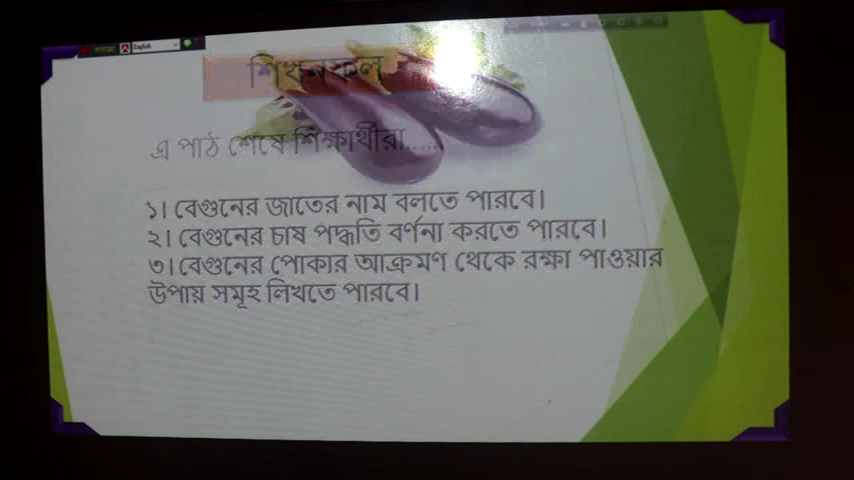 English
শিখনফল
এ পাঠ শেষে শিক্ষার্থীরা.....
১। বেগুনের জাতের নাম বলতে পারবে।
২। বেগুনের চাষ পদ্ধতি বর্ণনা করতে পারবে।
৩। বেগুনের পোকার আক্রমণ থেকে রক্ষা পাওয়ার
উপায় সমূহ লিখতে পারবে।